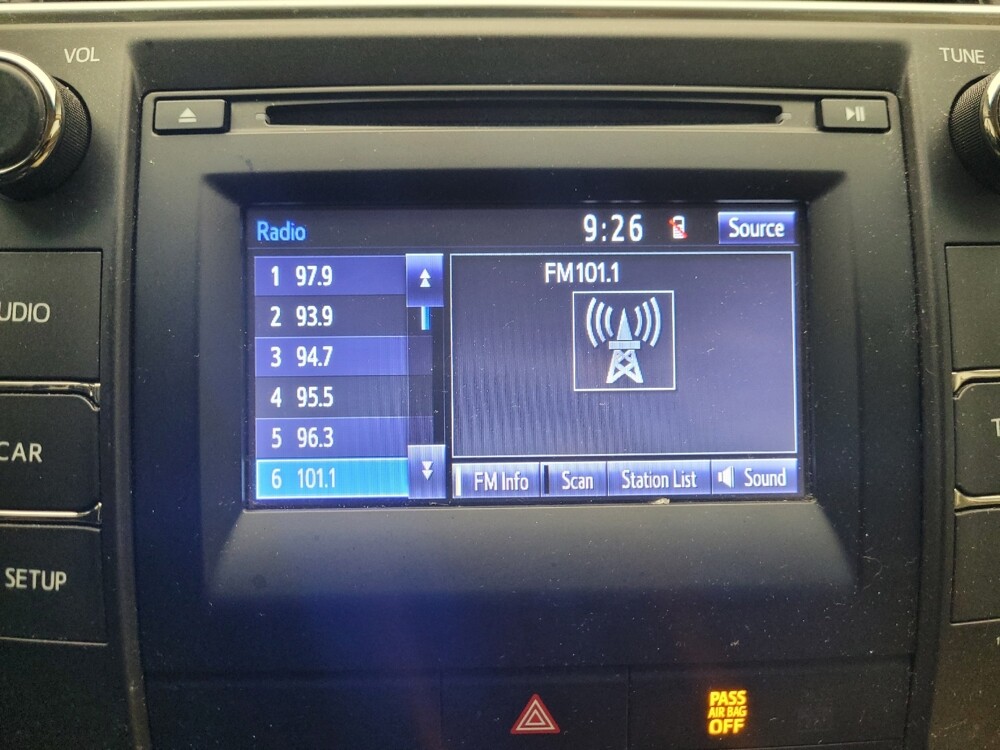 VOL
TUNE
Radio
9:26
Source
1 97.9
2 93.9
3 94.7
4 95.5
5 96.3
6 101.1
FM101.1
FM Info
Scan
Station List
Sound
UDIO
CAR
SETUP
T
PASS
AIR BAG
OFF